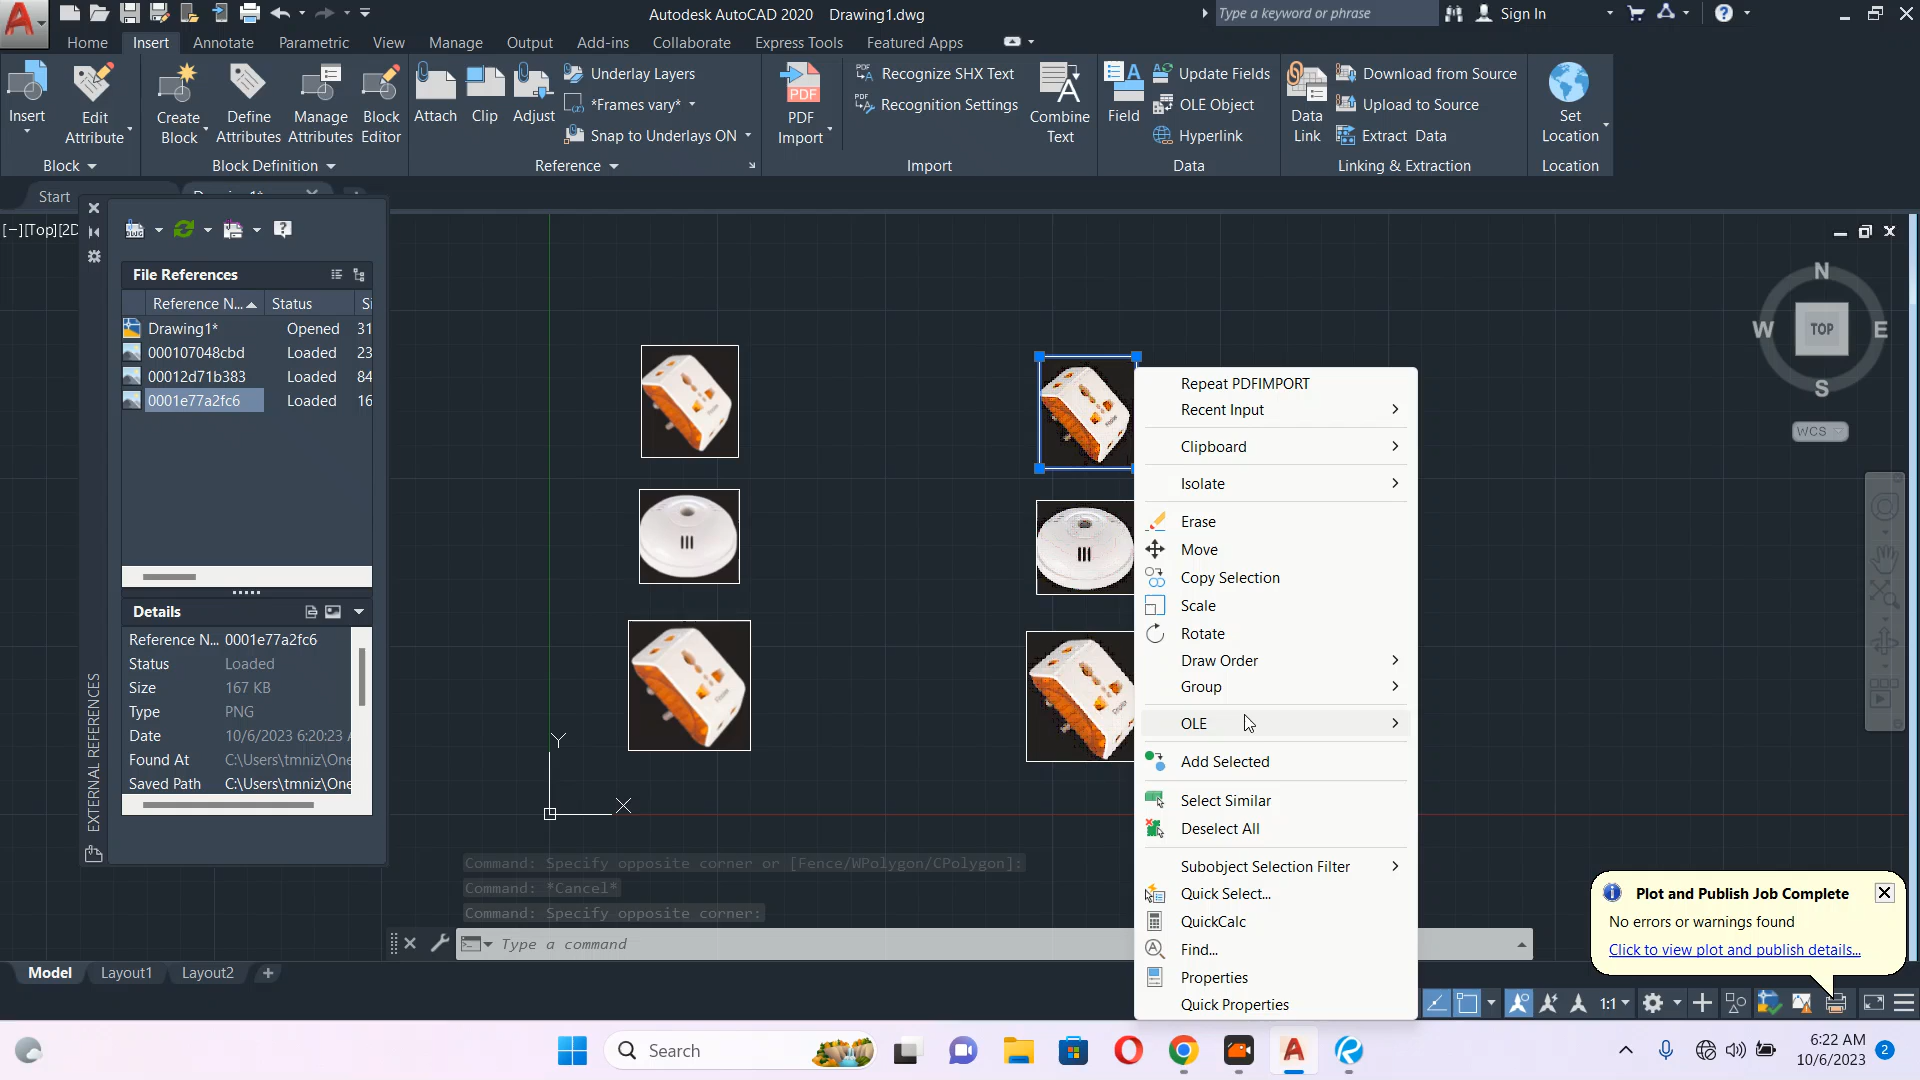 Autodesk AutoCAD 2020 Drawing1.dwg
Type a keyword or phrase
Sign In
Home Insert Annotate Parametric View Manage Output Add-ins Collaborate Express Tools Featured Apps
Insert
Edit Attribute
Create Block
Define Attributes
Manage Attributes
Block Editor
Attach
Clip
Adjust
Underlay Layers
*Frames vary*
Snap to Underlays ON
PDF Import
Recognize SHX Text
Recognition Settings
Combine Text
Field
Update Fields
OLE Object
Hyperlink
Data Link
Download from Source
Upload to Source
Extract Data
Set Location
Block Block Definition Reference Import Data Linking & Extraction Location
Start
[−][Top][2D
File References
Reference N... Status Si
Drawing1* Opened 31
000107048cbd Loaded 23
00012d71b383 Loaded 84
0001e77a2fc6 Loaded 16
Details
Reference N... 0001e77a2fc6
Status Loaded
Size 167 KB
Type PNG
Date 10/6/2023 6:20:23
Found At C:\Users\tmniz\One
Saved Path C:\Users\tmniz\One
EXTERNAL REFERENCES
N
W TOP E
S
WCS
Y
X
Repeat PDFIMPORT
Recent Input
Clipboard
Isolate
Erase
Move
Copy Selection
Scale
Rotate
Draw Order
Group
OLE
Add Selected
Select Similar
Deselect All
Subobject Selection Filter
Quick Select...
QuickCalc
Find...
Properties
Quick Properties
Command: Specify opposite corner or [Fence/WPolygon/CPolygon]:
Command: *Cancel*
Command: Specify opposite corner:
Type a command
Model Layout1 Layout2
Plot and Publish Job Complete
No errors or warnings found
Click to view plot and publish details...
1:1
Search
6:22 AM
10/6/2023
2